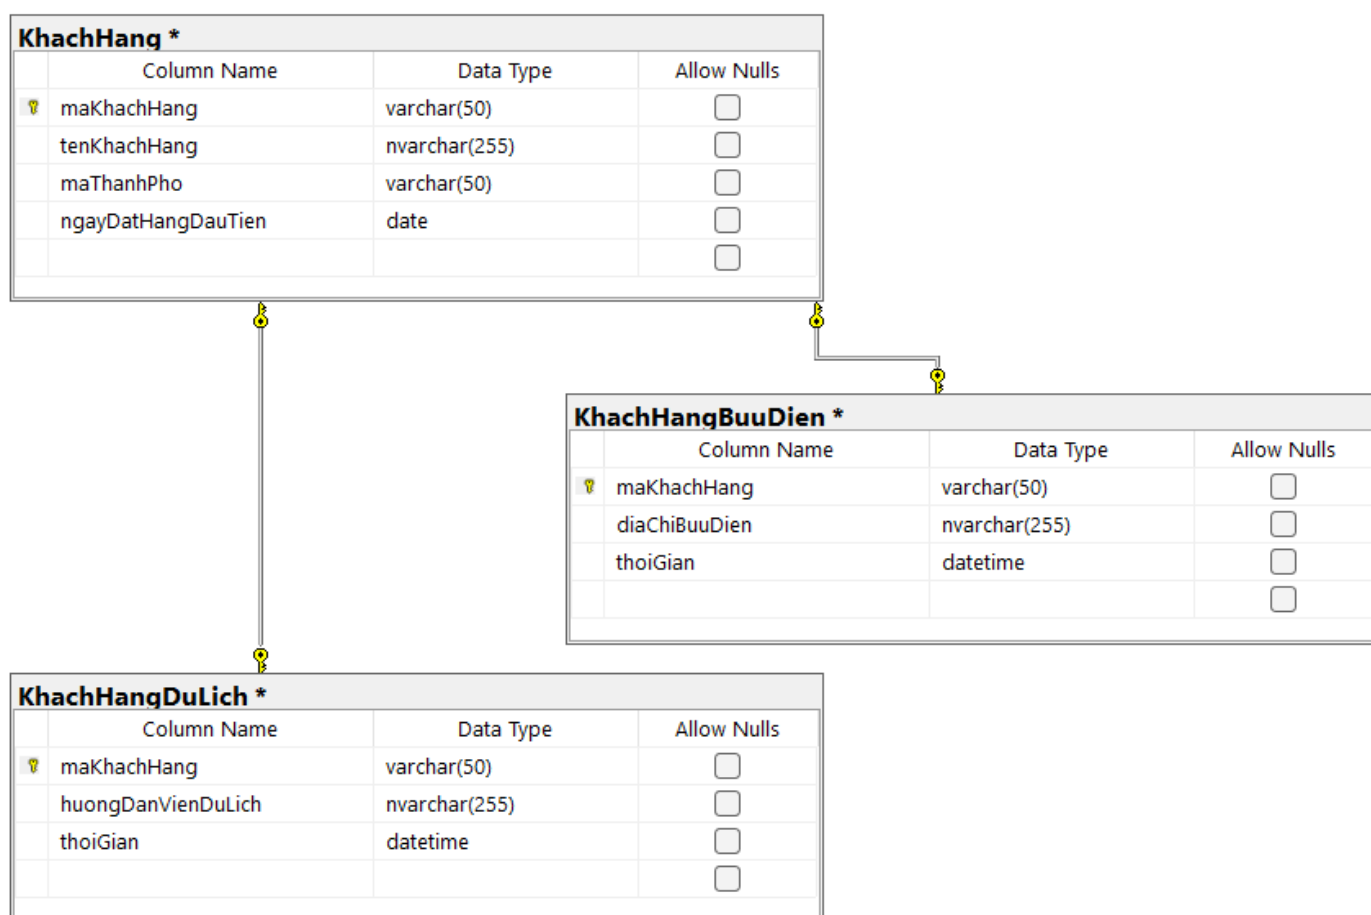 KhachHang *
Column Name Data Type Allow Nulls
maKhachHang varchar(50)
tenKhachHang nvarchar(255)
maThanhPho varchar(50)
ngayDatHangDauTien date
KhachHangBuuDien *
Column Name Data Type Allow Nulls
maKhachHang varchar(50)
diaChiBuuDien nvarchar(255)
thoiGian datetime
KhachHangDuLich *
Column Name Data Type Allow Nulls
maKhachHang varchar(50)
huongDanVienDuLich nvarchar(255)
thoiGian datetime